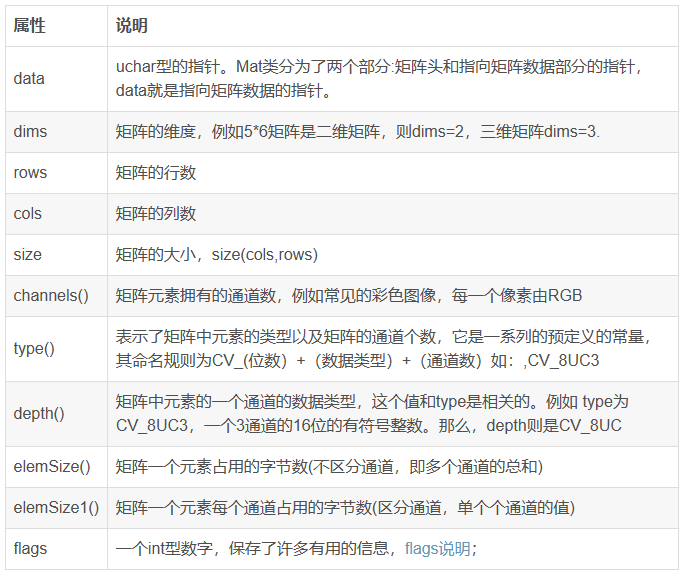 属性 说明
data uchar型的指针。Mat类分为了两个部分:矩阵头和指向矩阵数据部分的指针，
data就是指向矩阵数据的指针。
dims 矩阵的维度，例如5*6矩阵是二维矩阵，则dims=2，三维矩阵dims=3.
rows 矩阵的行数
cols 矩阵的列数
size 矩阵的大小，size(cols,rows)
channels() 矩阵元素拥有的通道数，例如常见的彩色图像，每一个像素由RGB
type() 表示了矩阵中元素的类型以及矩阵的通道个数，它是一系列的预定义的常量，
其命名规则为CV_(位数）+（数据类型）+（通道数）如：,CV_8UC3
depth() 矩阵中元素的一个通道的数据类型，这个值和type是相关的。例如 type为
CV_8UC3，一个3通道的16位的有符号整数。那么，depth则是CV_8UC
elemSize() 矩阵一个元素占用的字节数(不区分通道，即多个通道的总和)
elemSize1() 矩阵一个元素每个通道占用的字节数(区分通道，单个个通道的值)
flags 一个int型数字，保存了许多有用的信息，flags说明；